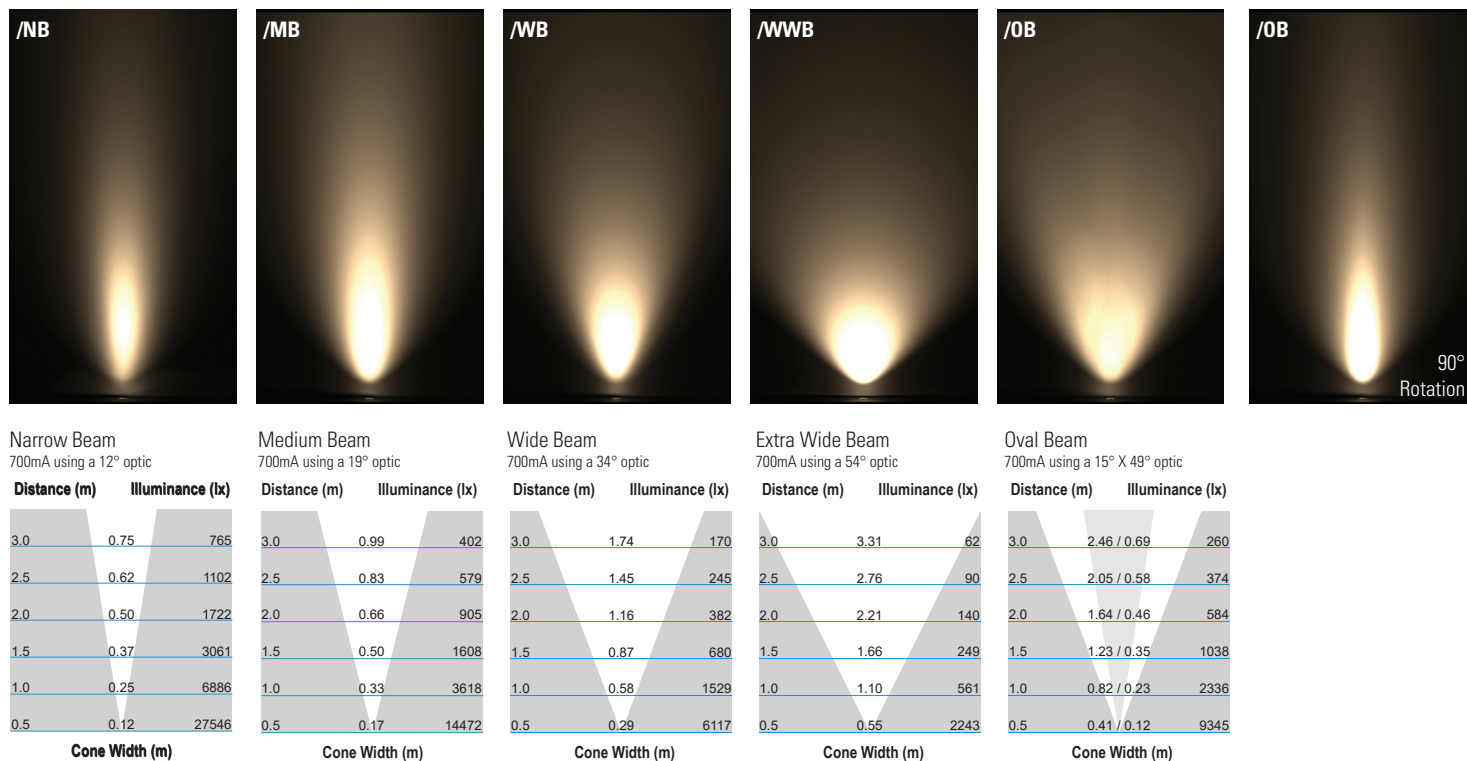 /NB
/MB
/WB
/WWB
/OB
/OB
90°
Rotation
Narrow Beam
700mA using a 12° optic
Distance (m) Illuminance (lx)
3.0 0.75 765
2.5 0.62 1102
2.0 0.50 1722
1.5 0.37 3061
1.0 0.25 6886
0.5 0.12 27546
Cone Width (m)
Medium Beam
700mA using a 19° optic
Distance (m) Illuminance (lx)
3.0 0.99 402
2.5 0.83 579
2.0 0.66 905
1.5 0.50 1608
1.0 0.33 3618
0.5 0.17 14472
Cone Width (m)
Wide Beam
700mA using a 34° optic
Distance (m) Illuminance (lx)
3.0 1.74 170
2.5 1.45 245
2.0 1.16 382
1.5 0.87 680
1.0 0.58 1529
0.5 0.29 6117
Cone Width (m)
Extra Wide Beam
700mA using a 54° optic
Distance (m) Illuminance (lx)
3.0 3.31 62
2.5 2.76 90
2.0 2.21 140
1.5 1.66 249
1.0 1.10 561
0.5 0.55 2243
Cone Width (m)
Oval Beam
700mA using a 15° X 49° optic
Distance (m) Illuminance (lx)
3.0 2.46 / 0.69 260
2.5 2.05 / 0.58 374
2.0 1.64 / 0.46 584
1.5 1.23 / 0.35 1038
1.0 0.82 / 0.23 2336
0.5 0.41 / 0.12 9345
Cone Width (m)